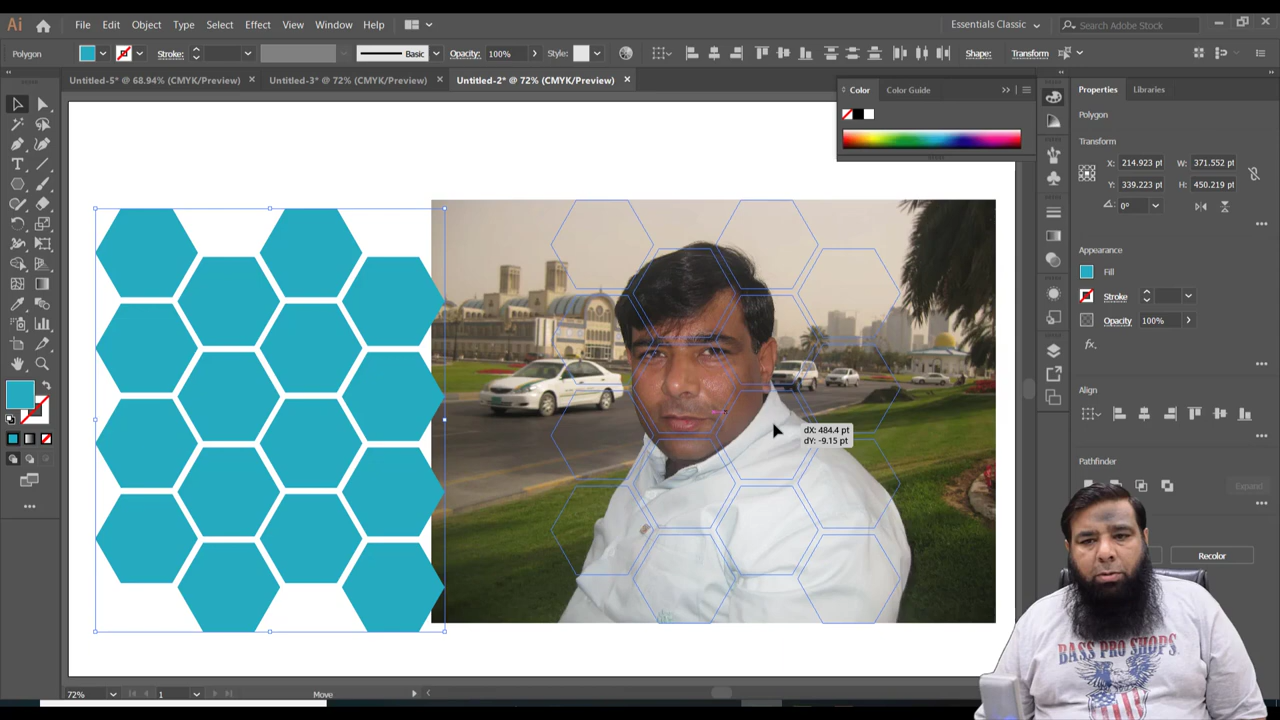 Ai File Edit Object Type Select Effect View Window Help Essentials Classic Search Adobe Stock
Polygon Stroke: Basic Opacity: 100% Style: Shape: Transform
Untitled-5* @ 68.94% (CMYK/Preview) × Untitled-3* @ 72% (CMYK/Preview) × Untitled-2* @ 72% (CMYK/Preview) ×
Color Color Guide
Properties Libraries
Polygon
Transform
X: 214.923 pt W: 371.552 pt
Y: 339.223 pt H: 450.219 pt
0°
Appearance
Fill
Stroke
Opacity 100%
fx.
Align
dX: 484.4 pt
dY: -9.15 pt
Pathfinder
Expand
Recolor
BASS PRO SHOPS
72% 1 Move